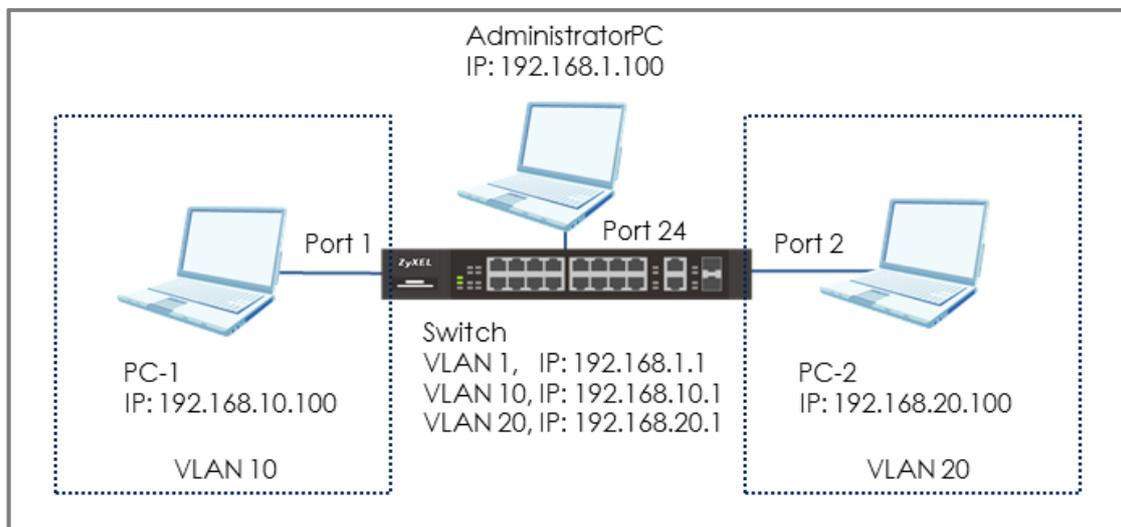 AdministratorPC
IP: 192.168.1.100
Port 1
Port 24
Port 2
ZyXEL
Switch
VLAN 1, IP: 192.168.1.1
VLAN 10, IP: 192.168.10.1
VLAN 20, IP: 192.168.20.1
PC-1
IP: 192.168.10.100
VLAN 10
PC-2
IP: 192.168.20.100
VLAN 20